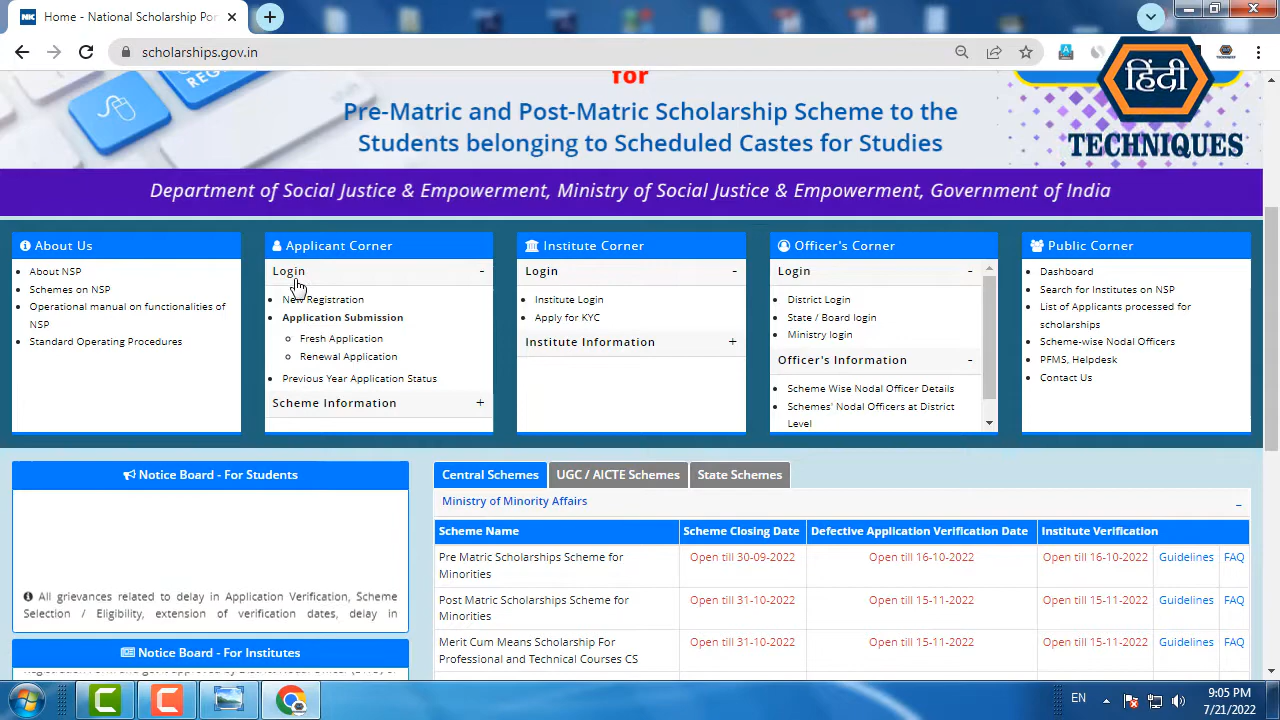 Home - National Scholarship Por
scholarships.gov.in
for
Pre-Matric and Post-Matric Scholarship Scheme to the
Students belonging to Scheduled Castes for Studies
हिंदी
TECHNIQUES
Department of Social Justice & Empowerment, Ministry of Social Justice & Empowerment, Government of India
About Us
About NSP
Schemes on NSP
Operational manual on functionalities of
NSP
Standard Operating Procedures
Applicant Corner
Login -
New Registration
Application Submission
Fresh Application
Renewal Application
Previous Year Application Status
Scheme Information +
Institute Corner
Login -
Institute Login
Apply for KYC
Institute Information +
Officer's Corner
Login -
District Login
State / Board login
Ministry login
Officer's Information -
Scheme Wise Nodal Officer Details
Schemes' Nodal Officers at District
Level
Public Corner
Dashboard
Search for Institutes on NSP
List of Applicants processed for
scholarships
Scheme-wise Nodal Officers
PFMS, Helpdesk
Contact Us
Notice Board - For Students
All grievances related to delay in Application Verification, Scheme
Selection / Eligibility, extension of verification dates, delay in
Notice Board - For Institutes
Central Schemes UGC / AICTE Schemes State Schemes
Ministry of Minority Affairs
Scheme Name Scheme Closing Date Defective Application Verification Date Institute Verification
Pre Matric Scholarships Scheme for
Minorities Open till 30-09-2022 Open till 16-10-2022 Open till 16-10-2022 Guidelines FAQ
Post Matric Scholarships Scheme for
Minorities Open till 31-10-2022 Open till 15-11-2022 Open till 15-11-2022 Guidelines FAQ
Merit Cum Means Scholarship For
Professional and Technical Courses CS Open till 31-10-2022 Open till 15-11-2022 Open till 15-11-2022 Guidelines FAQ
EN
9:05 PM
7/21/2022